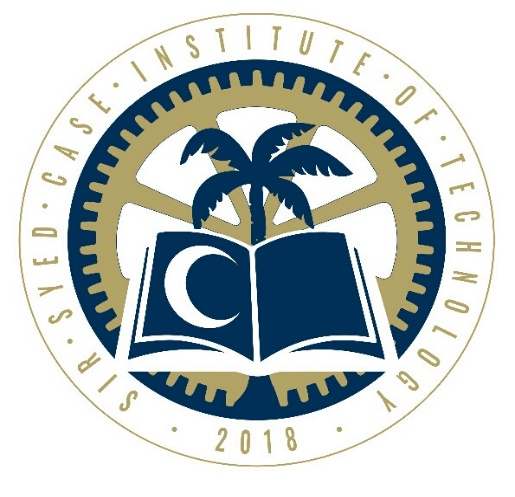 SIR·SYED·CASE·INSTITUTE·OF·TECHNOLOGY
· 2018 ·